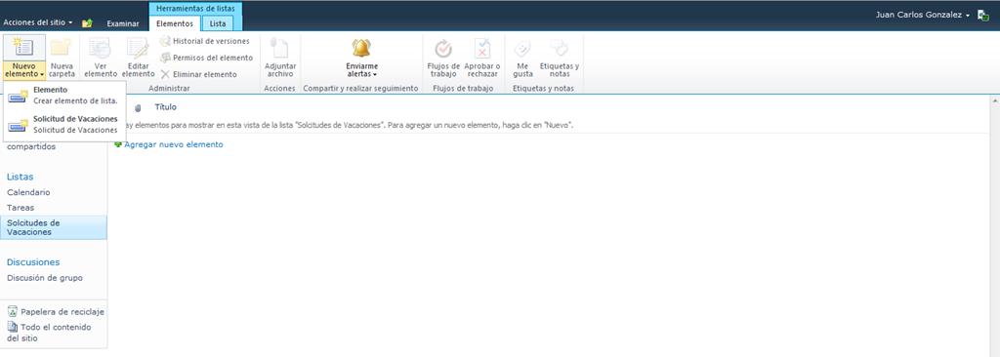 Herramientas de listas
Acciones del sitio
Examinar
Elementos
Lista
Juan Carlos Gonzalez
Nuevo
elemento
Nueva
carpeta
Ver
elemento
Editar
elemento
Historial de versiones
Permisos del elemento
Eliminar elemento
Adjuntar
archivo
Enviarme
alertas
Flujos de
trabajo
Aprobar o
rechazar
Me
gusta
Etiquetas y
notas
Administrar
Acciones
Compartir y realizar seguimiento
Flujos de trabajo
Etiquetas y notas
Elemento
Crear elemento de lista.
Solicitud de Vacaciones
Solicitud de Vacaciones
Título
ay elementos para mostrar en esta vista de la lista "Solcitudes de Vacaciones". Para agregar un nuevo elemento, haga clic en "Nuevo".
Agregar nuevo elemento
compartidos
Listas
Calendario
Tareas
Solcitudes de
Vacaciones
Discusiones
Discusión de grupo
Papelera de reciclaje
Todo el contenido
del sitio